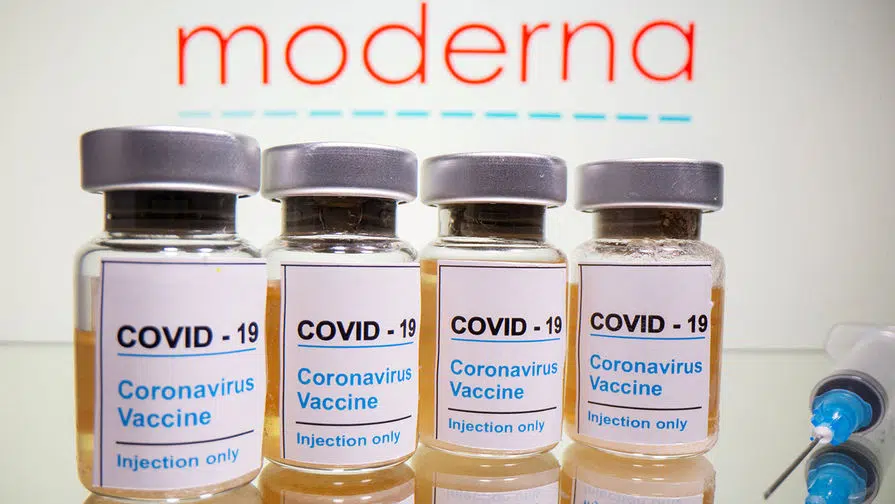 moderna
COVID - 19
Coronavirus
Vaccine
Injection only
COVID - 19
Coronavirus
Vaccine
Injection only
COVID - 19
Coronavirus
Vaccine
Injection only
COVID - 19
Coronavirus
Vaccine
Injection only